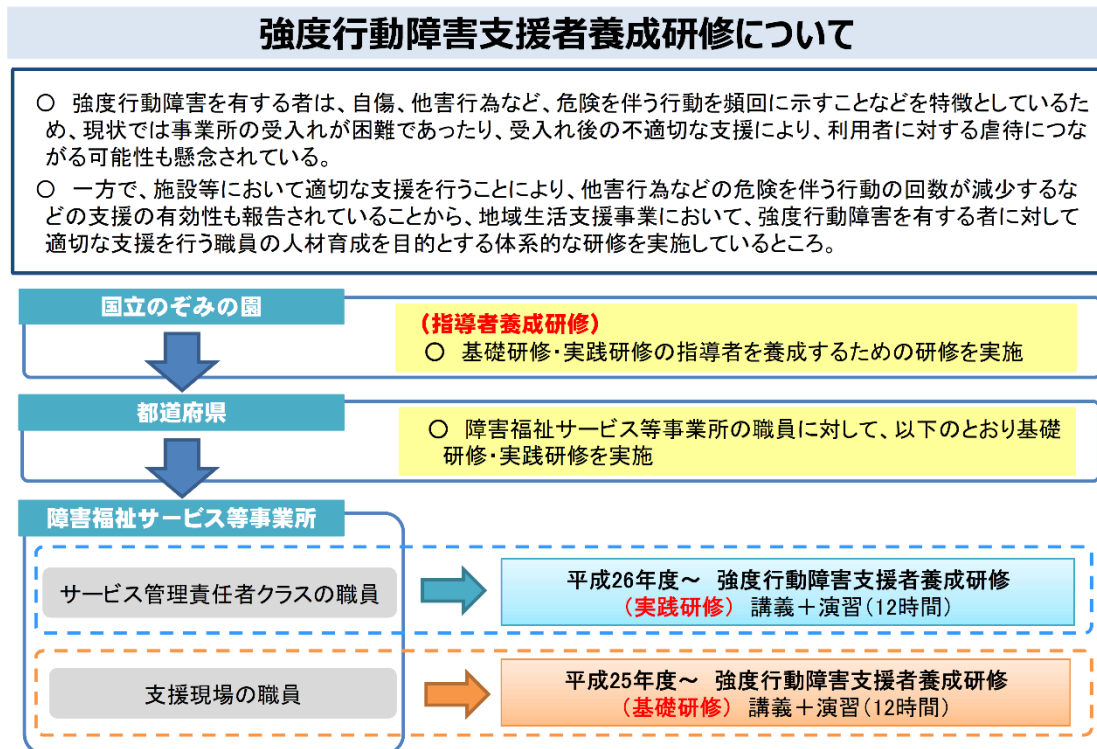 強度行動障害支援者養成研修について
○　強度行動障害を有する者は、自傷、他害行為など、危険を伴う行動を頻回に示すことなどを特徴としているた
め、現状では事業所の受入れが困難であったり、受入れ後の不適切な支援により、利用者に対する虐待につな
がる可能性も懸念されている。
○　一方で、施設等において適切な支援を行うことにより、他害行為などの危険を伴う行動の回数が減少するな
どの支援の有効性も報告されていることから、地域生活支援事業において、強度行動障害を有する者に対して
適切な支援を行う職員の人材育成を目的とする体系的な研修を実施しているところ。
国立のぞみの園
（指導者養成研修）
○　基礎研修・実践研修の指導者を養成するための研修を実施
都道府県
○　障害福祉サービス等事業所の職員に対して、以下のとおり基礎
研修・実践研修を実施
障害福祉サービス等事業所
サービス管理責任者クラスの職員
平成26年度～　強度行動障害支援者養成研修
（実践研修）　講義＋演習（12時間）
支援現場の職員
平成25年度～　強度行動障害支援者養成研修
（基礎研修）　講義＋演習（12時間）